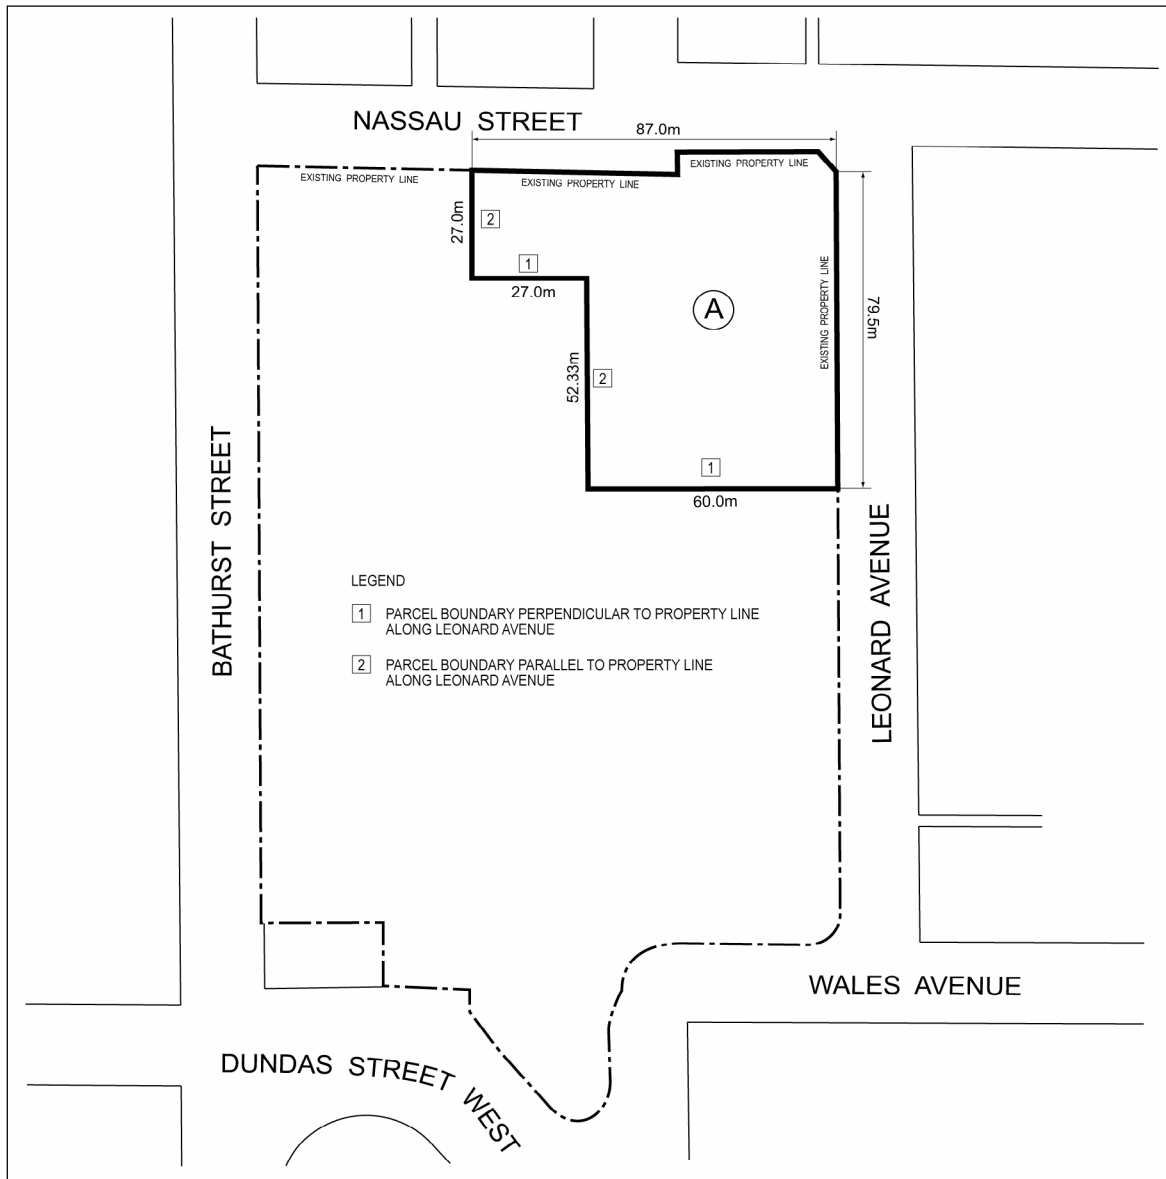 NASSAU STREET
87.0m
EXISTING PROPERTY LINE
EXISTING PROPERTY LINE
EXISTING PROPERTY LINE
27.0m
2
1
27.0m
A
EXISTING PROPERTY LINE
79.5m
52.33m
2
1
60.0m
BATHURST STREET
LEONARD AVENUE
LEGEND
1 PARCEL BOUNDARY PERPENDICULAR TO PROPERTY LINE
ALONG LEONARD AVENUE
2 PARCEL BOUNDARY PARALLEL TO PROPERTY LINE
ALONG LEONARD AVENUE
WALES AVENUE
DUNDAS STREET WEST